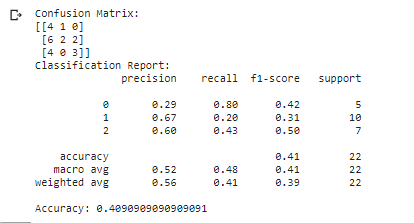 Confusion Matrix:
[[4 1 0]
[6 2 2]
[4 0 3]]
Classification Report:
precision recall f1-score support
0 0.29 0.80 0.42 5
1 0.67 0.20 0.31 10
2 0.60 0.43 0.50 7
accuracy 0.41 22
macro avg 0.52 0.48 0.41 22
weighted avg 0.56 0.41 0.39 22
Accuracy: 0.4090909090909091